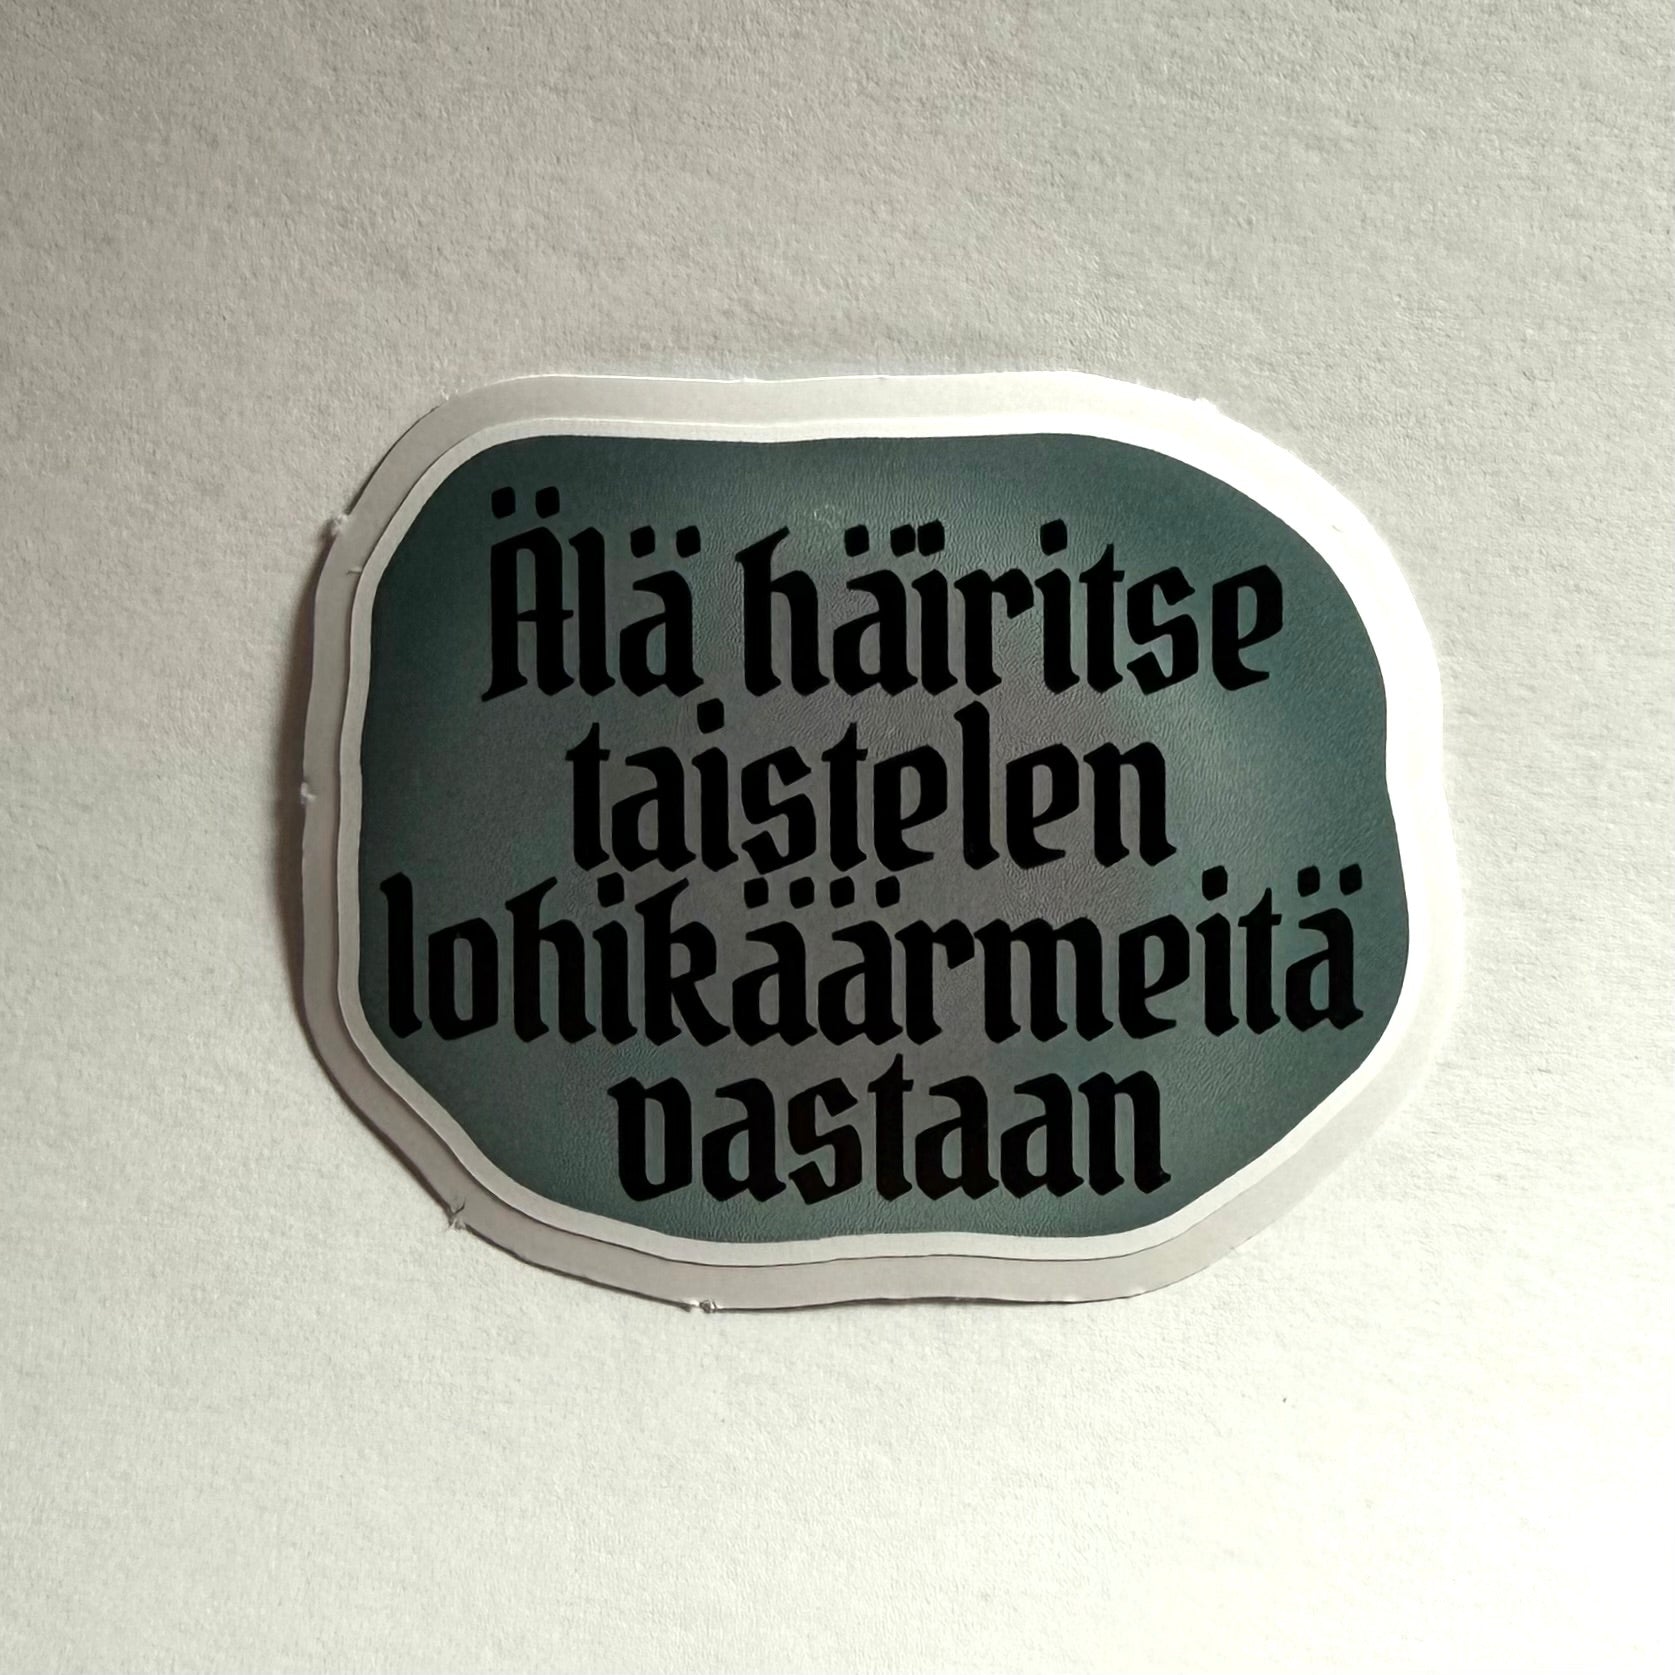 Älä häiritse
taistelen
lohikäärmeitä
vastaan